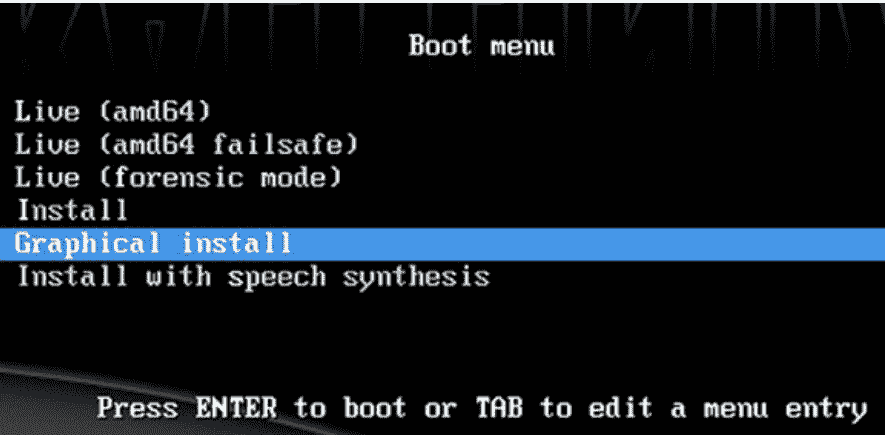 Boot menu
Live (amd64)
Live (amd64 failsafe)
Live (forensic mode)
Install
Graphical install
Install with speech synthesis
Press ENTER to boot or TAB to edit a menu entry